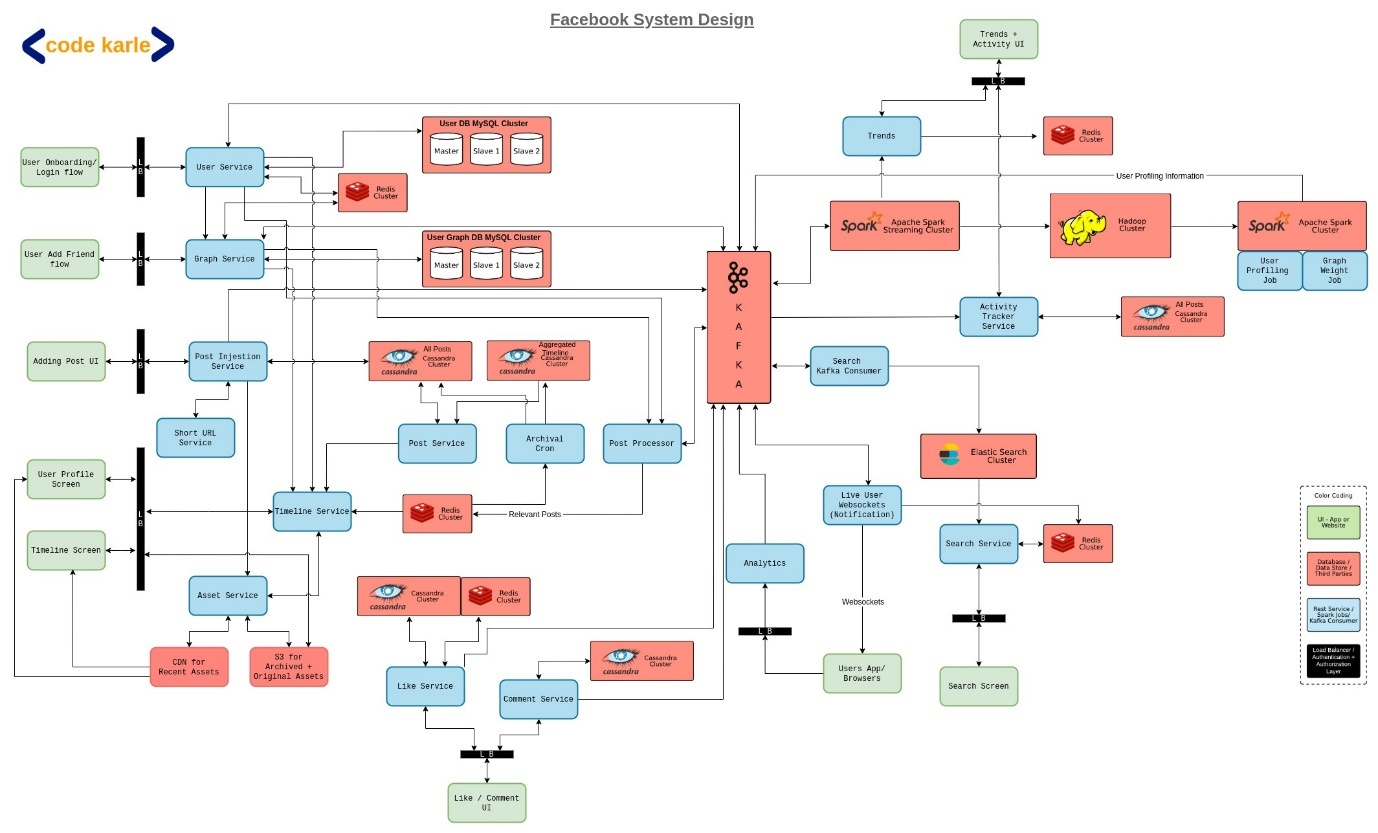 Facebook System Design
<code karle>
Trends +
Activity UI
L B
Trends
Redis
Cluster
User Profiling Information
Spark
Apache Spark
Streaming Cluster
Hadoop
Cluster
Spark
Apache Spark
Cluster
User
Profiling
Job
Graph
Weight
Job
User Onboarding/
Login flow
L
B
User Service
User DB MySQL Cluster
Master
Slave 1
Slave 2
Redis
Cluster
User Add Friend
flow
L
B
Graph Service
User Graph DB MySQL Cluster
Master
Slave 1
Slave 2
K
A
F
K
A
Activity
Tracker
Service
All Posts
Cassandra
Cluster
cassandra
Adding Post UI
L
B
Post Injestion
Service
All Posts
Cassandra
Cluster
cassandra
Aggregated
Timeline
Cassandra
Cluster
cassandra
Search
Kafka Consumer
Short URL
Service
Post Service
Archival
Cron
Post Processor
Elastic Search
Cluster
User Profile
Screen
L
B
Timeline Service
Redis
Cluster
Relevant Posts
Live User
Websockets
(Notification)
Timeline Screen
Search Service
Redis
Cluster
Analytics
Asset Service
Cassandra
Cluster
cassandra
Redis
Cluster
Websockets
L B
L B
CDN for
Recent Assets
S3 for
Archived +
Original Assets
Like Service
Comment Service
Cassandra
Cluster
cassandra
Users App/
Browsers
Search Screen
L B
Like / Comment
UI
Color Coding
UI - App or
Website
Database /
Data Store /
Third Parties
Rest Service /
Spark Jobs/
Kafka Consumer
Load Balancer /
Authentication +
Authorization
Layer